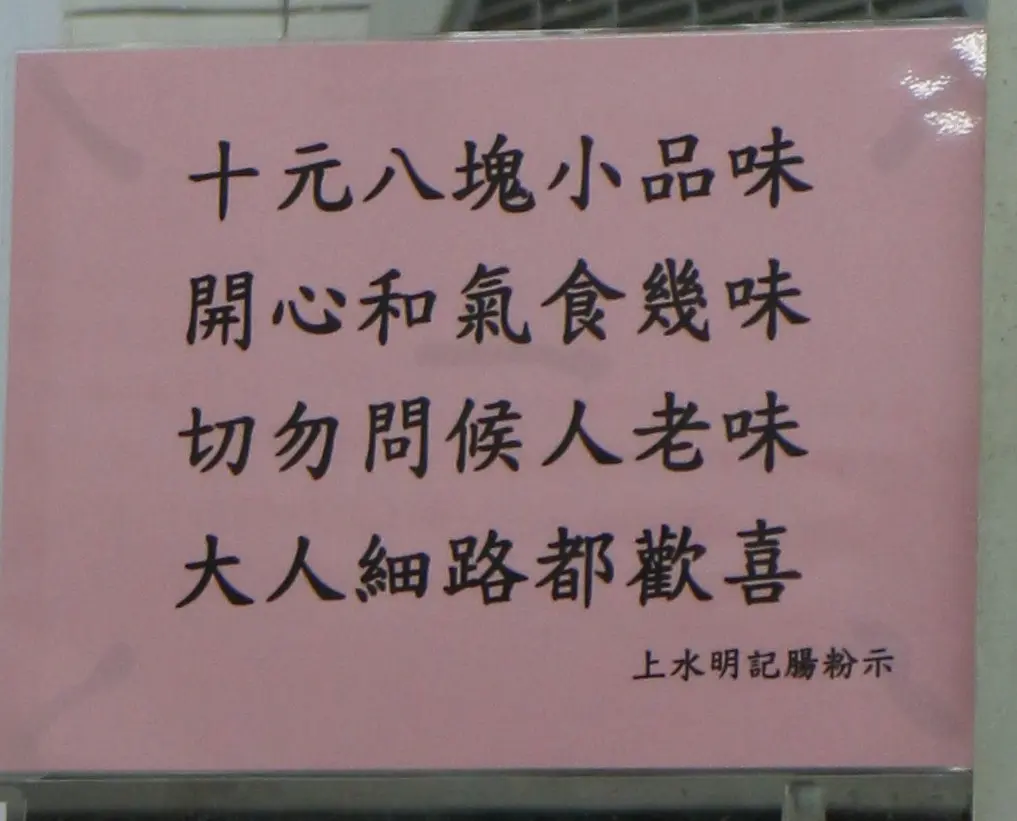 十元八塊小品味
開心和氣食幾味
切勿問候人老味
大人細路都歡喜
上水明記腸粉示